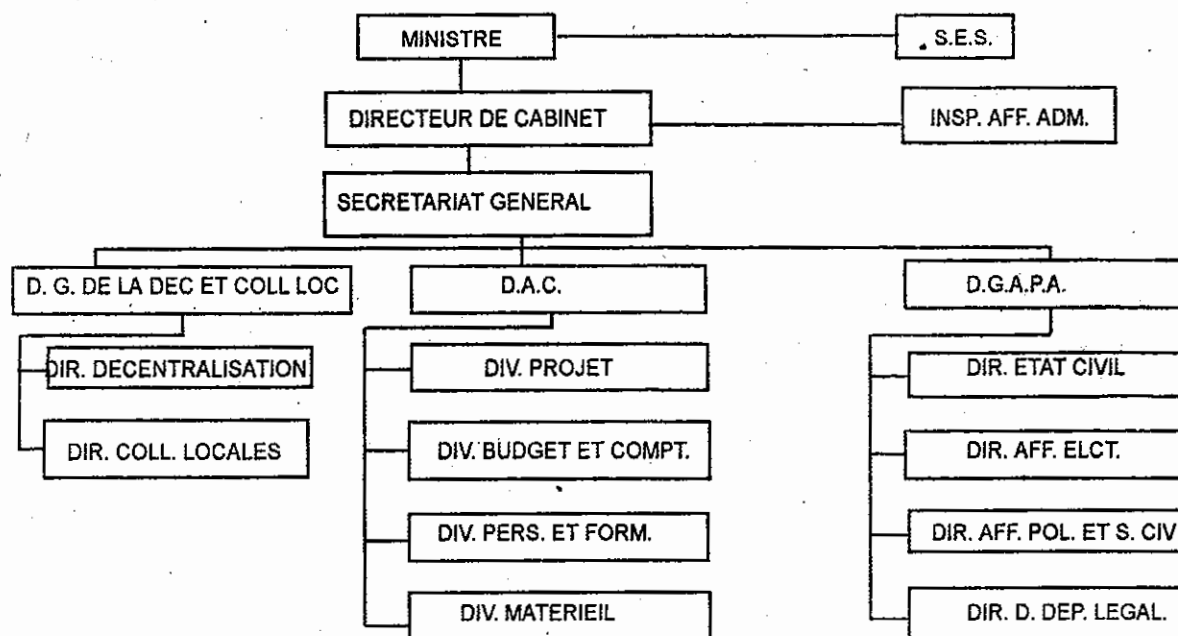 MINISTRE
S.E.S.
DIRECTEUR DE CABINET
INSP. AFF. ADM.
SECRETARIAT GENERAL
D. G. DE LA DEC ET COLL LOC
D.A.C.
D.G.A.P.A.
DIR. DECENTRALISATION
DIV. PROJET
DIR. ETAT CIVIL
DIR. COLL. LOCALES
DIV. BUDGET ET COMPT.
DIR. AFF. ELCT.
DIV. PERS. ET FORM.
DIR. AFF. POL. ET S. CIV
DIV. MATERIEIL
DIR. D. DEP. LEGAL.